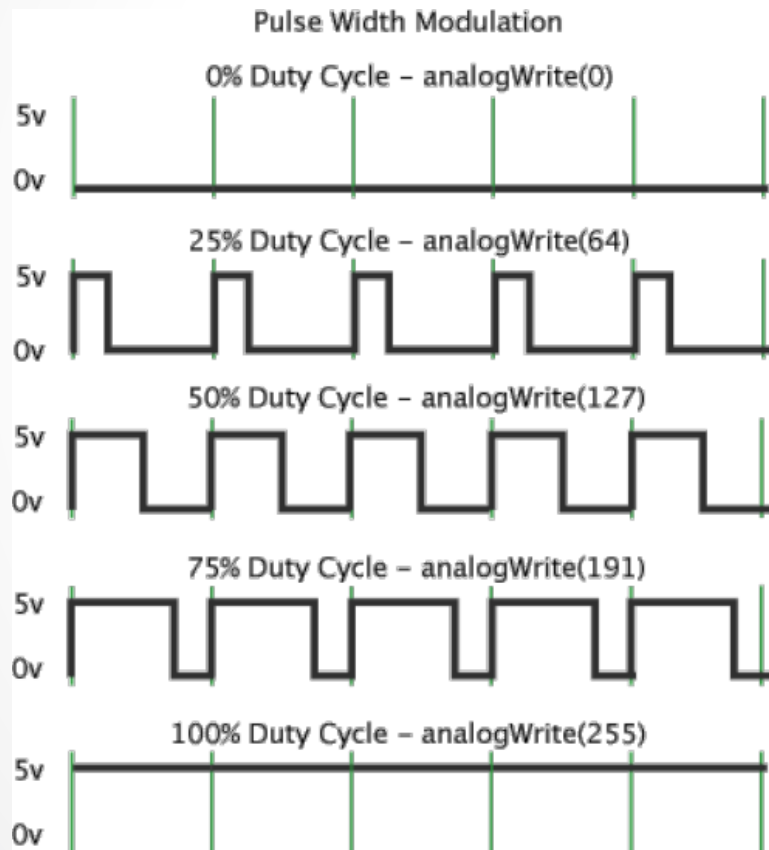 Pulse Width Modulation
0% Duty Cycle – analogWrite(0)
5v
0v
25% Duty Cycle – analogWrite(64)
5v
0v
50% Duty Cycle – analogWrite(127)
5v
0v
75% Duty Cycle – analogWrite(191)
5v
0v
100% Duty Cycle – analogWrite(255)
5v
0v